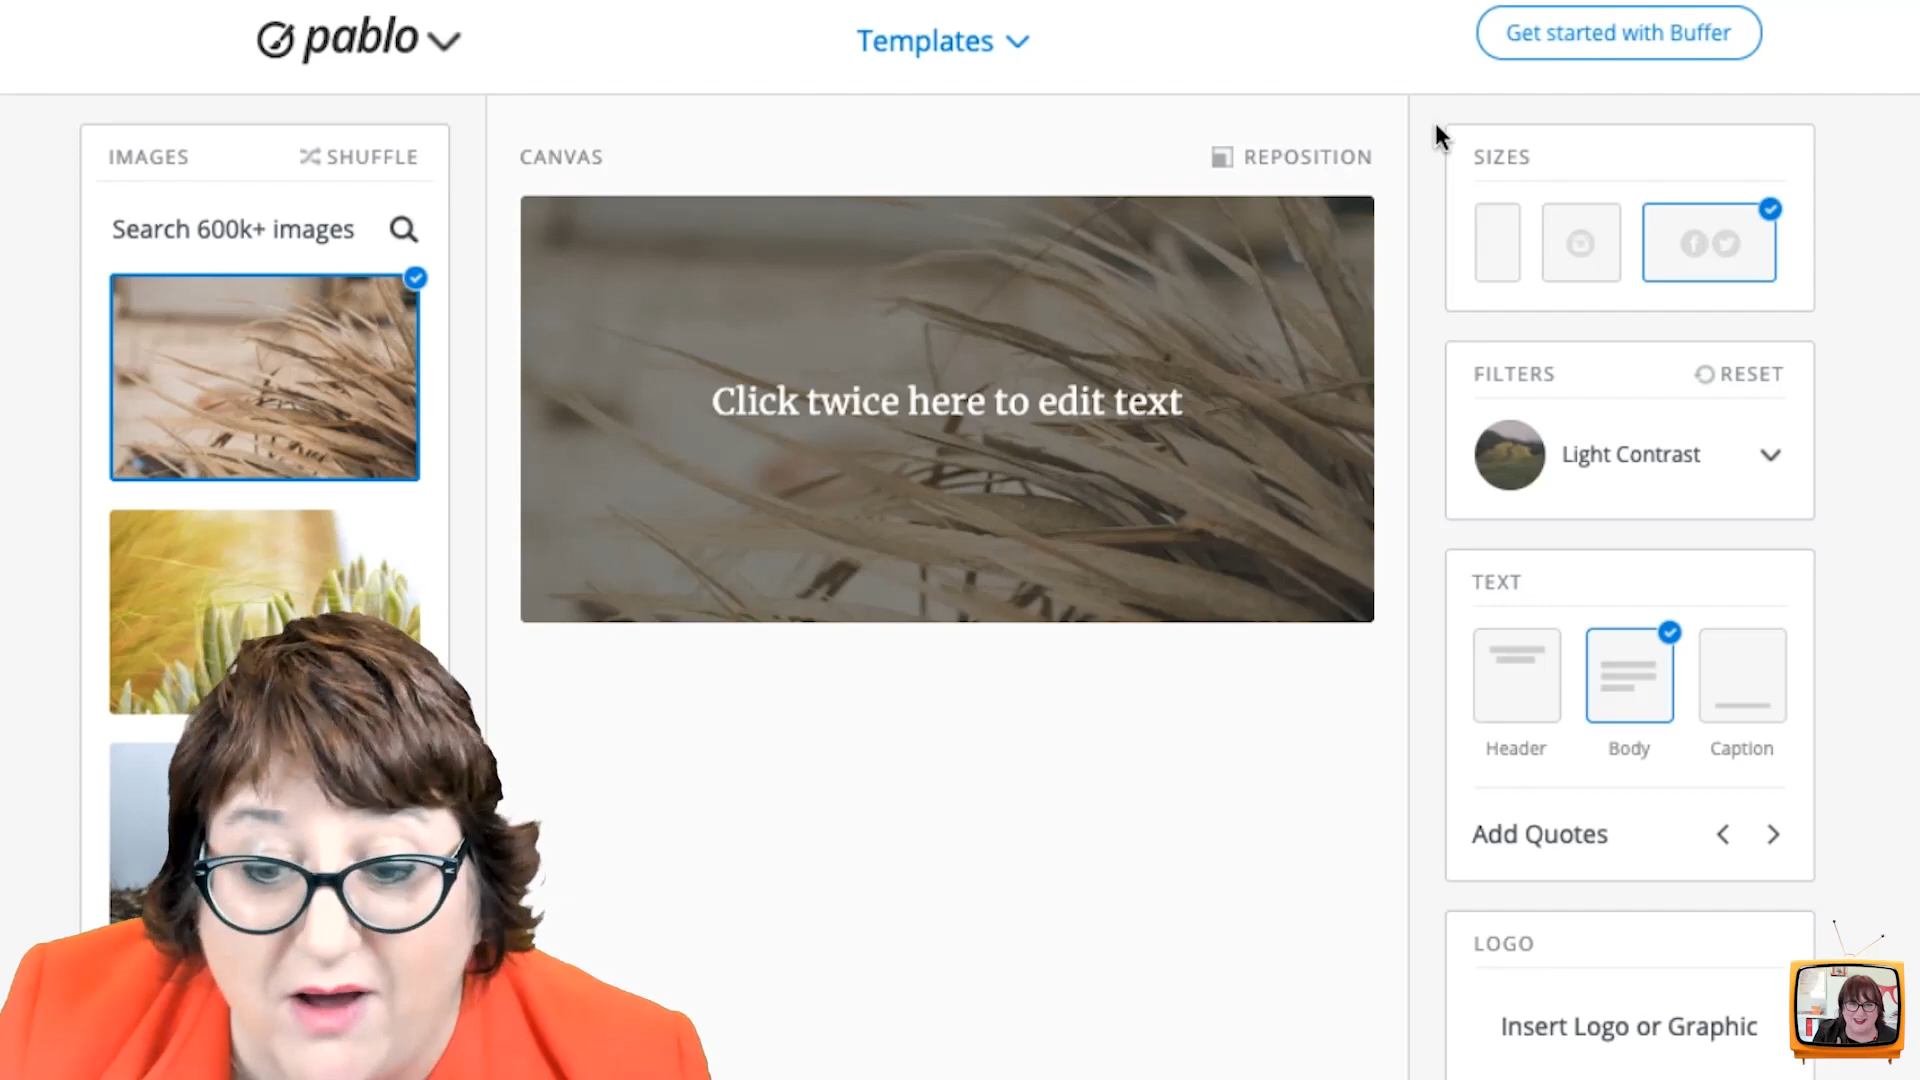 pablo
Templates
Get started with Buffer
IMAGES
SHUFFLE
Search 600k+ images
CANVAS
REPOSITION
Click twice here to edit text
SIZES
FILTERS
RESET
Light Contrast
TEXT
Header
Body
Caption
Add Quotes
LOGO
Insert Logo or Graphic